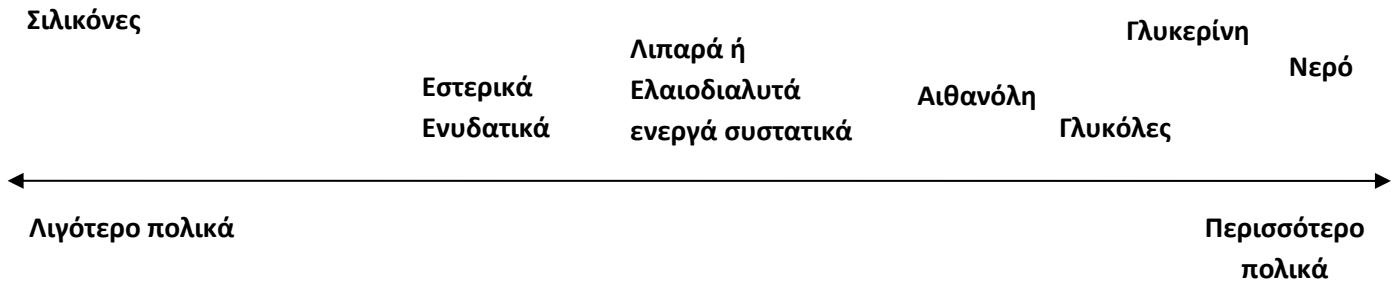 Σιλικόνες
Εστερικά
Ενυδατικά
Λιπαρά ή
Ελαιοδιαλυτά
ενεργά συστατικά
Αιθανόλη
Γλυκόλες
Γλυκερίνη
Νερό
Λιγότερο πολικά
Περισσότερο
πολικά